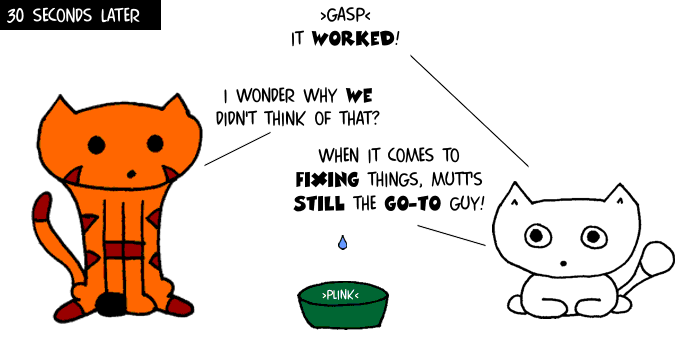 30 SECONDS LATER
>GASP<
IT WORKED!
I WONDER WHY WE
DIDN'T THINK OF THAT?
WHEN IT COMES TO
FIXING THINGS, MUTT'S
STILL THE GO-TO GUY!
>PLINK<